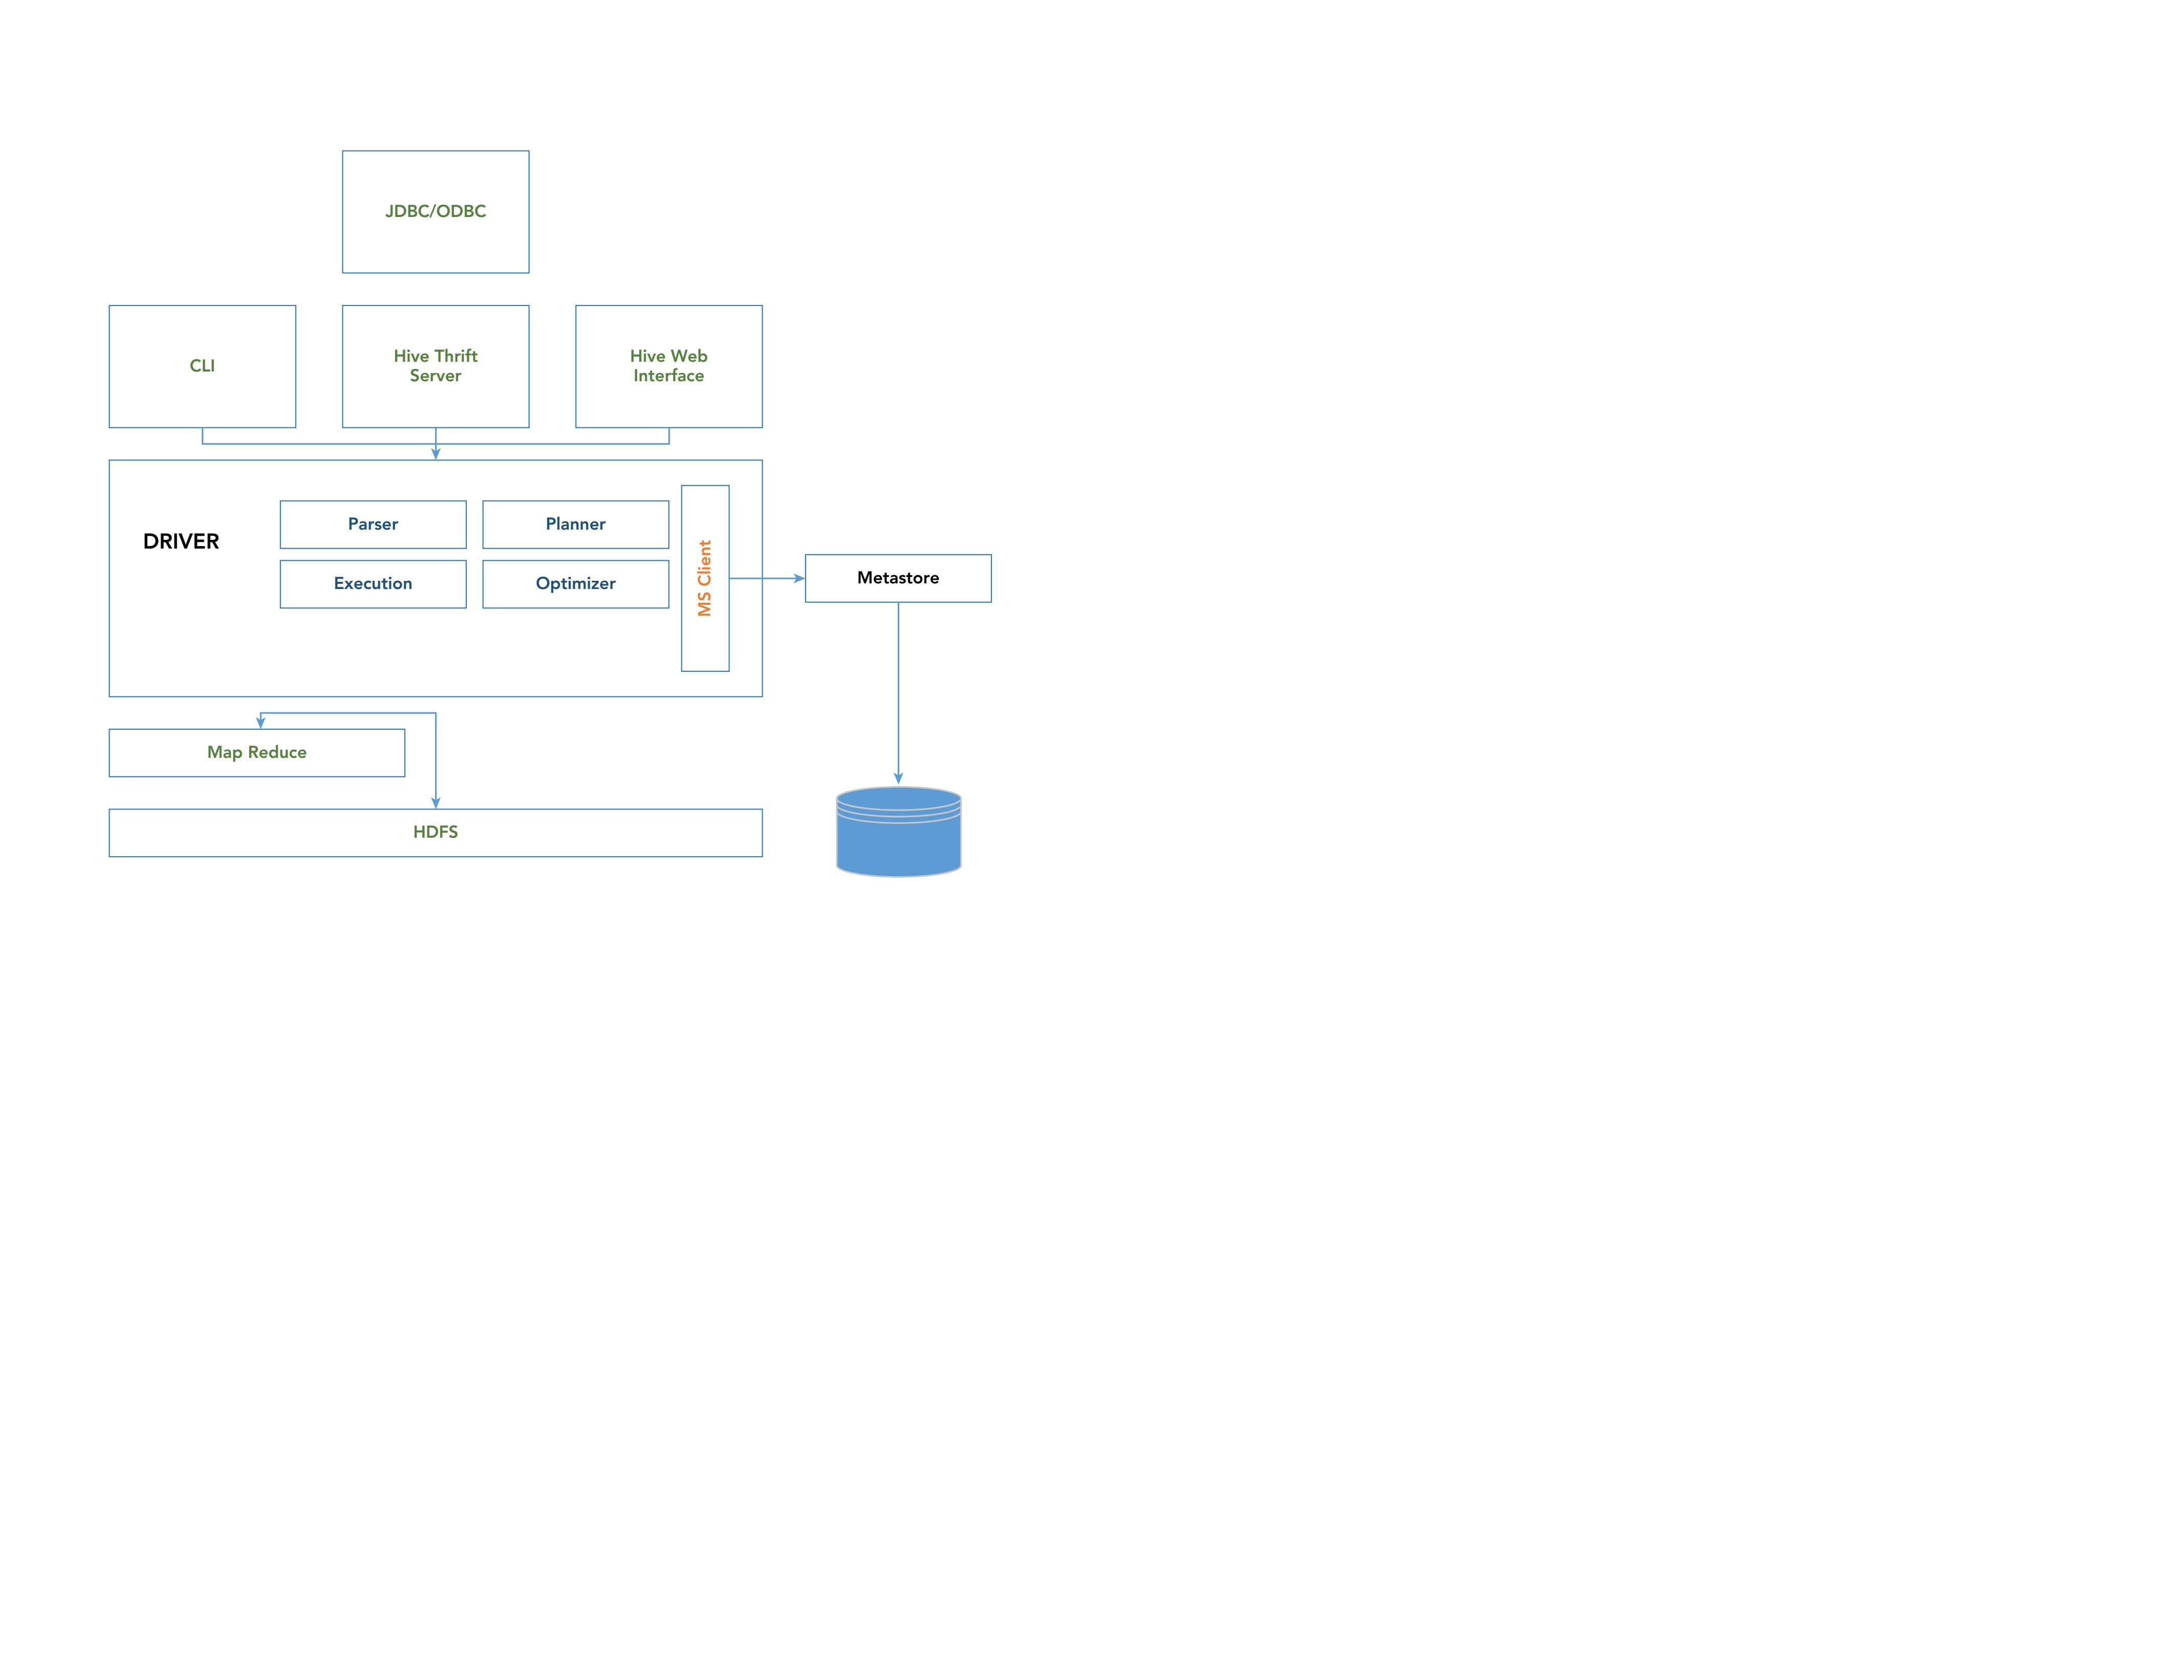 JDBC/ODBC
CLI
Hive Thrift
Server
Hive Web
Interface
DRIVER
Parser
Planner
Execution
Optimizer
MS Client
Metastore
Map Reduce
HDFS